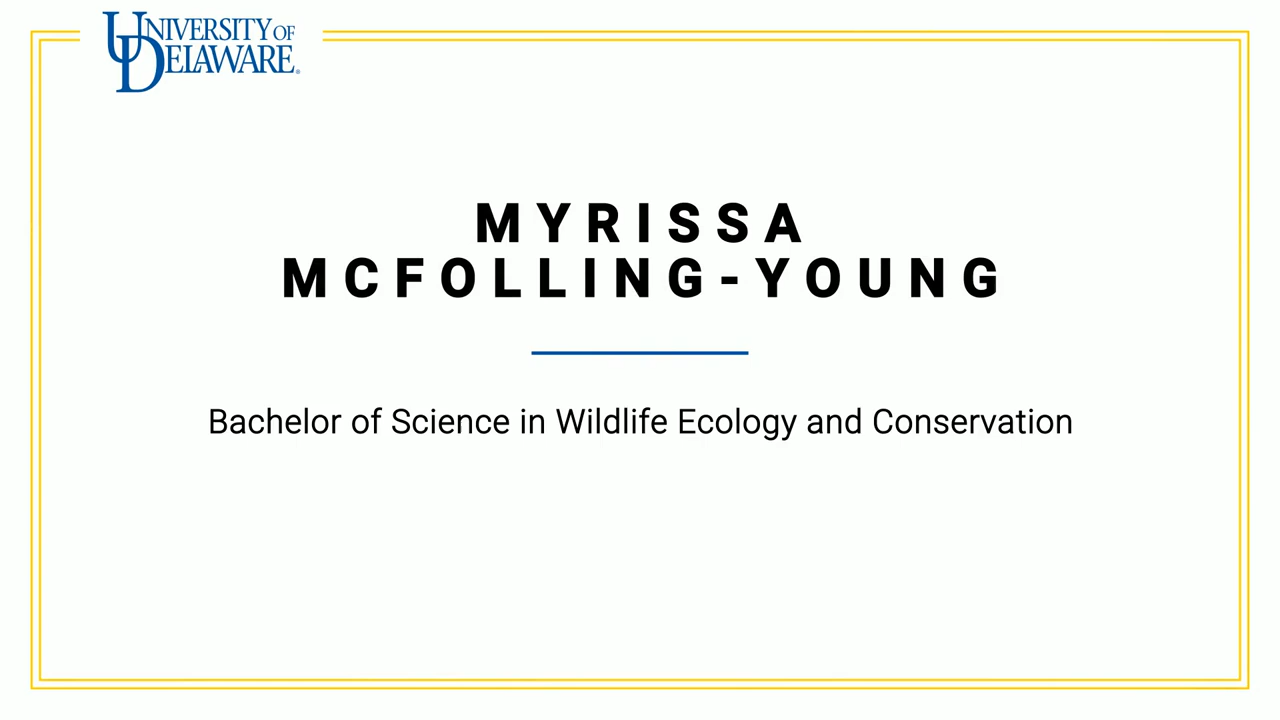 UNIVERSITY OF
DELAWARE
MYRISSA
MCFOLLING-YOUNG
Bachelor of Science in Wildlife Ecology and Conservation